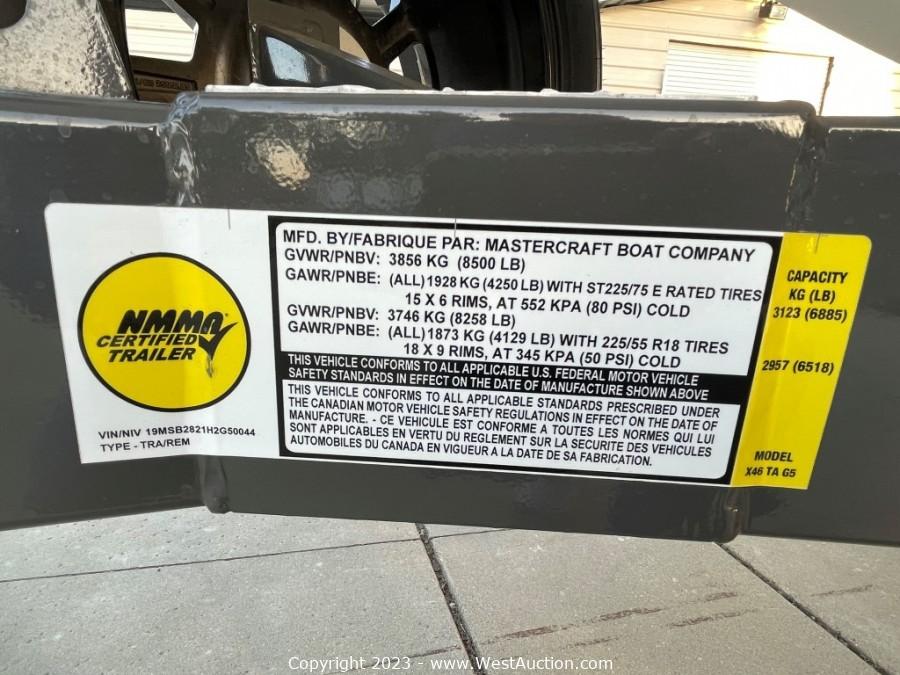 NMMA
CERTIFIED
TRAILER
VIN/NIV 19MSB2821H2G50044
TYPE - TRA/REM
MFD. BY/FABRIQUE PAR: MASTERCRAFT BOAT COMPANY
GVWR/PNBV: 3856 KG (8500 LB)
GAWR/PNBE: (ALL) 1928 KG (4250 LB) WITH ST225/75 E RATED TIRES
15 X 6 RIMS, AT 552 KPA (80 PSI) COLD
GVWR/PNBV: 3746 KG (8258 LB)
GAWR/PNBE: (ALL) 1873 KG (4129 LB) WITH 225/55 R18 TIRES
18 X 9 RIMS, AT 345 KPA (50 PSI) COLD
THIS VEHICLE CONFORMS TO ALL APPLICABLE U.S. FEDERAL MOTOR VEHICLE
SAFETY STANDARDS IN EFFECT ON THE DATE OF MANUFACTURE SHOWN ABOVE
THIS VEHICLE CONFORMS TO ALL APPLICABLE STANDARDS PRESCRIBED UNDER
THE CANADIAN MOTOR VEHICLE SAFETY REGULATIONS IN EFFECT ON THE DATE OF
MANUFACTURE. - CE VEHICULE EST CONFORME A TOUTES LES NORMES QUI LUI
SONT APPLICABLES EN VERTU DU REGLEMENT SUR LA SECURITE DES VEHICULES
AUTOMOBILES DU CANADA EN VIGUEUR A LA DATE DE SA FABRICATION.
CAPACITY
KG (LB)
3123 (6885)
2957 (6518)
MODEL
X46 TA G5
Copyright 2023 - www.WestAuction.com